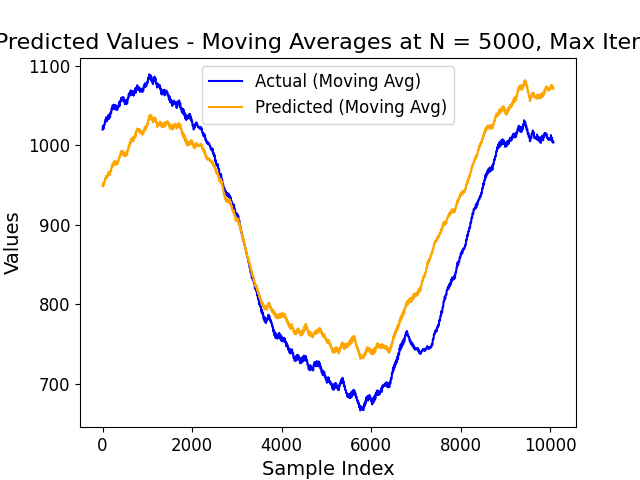 Predicted Values - Moving Averages at N = 5000, Max Iter
Actual (Moving Avg)
Predicted (Moving Avg)
1100
1000
900
800
700
Values
0 2000 4000 6000 8000 10000
Sample Index